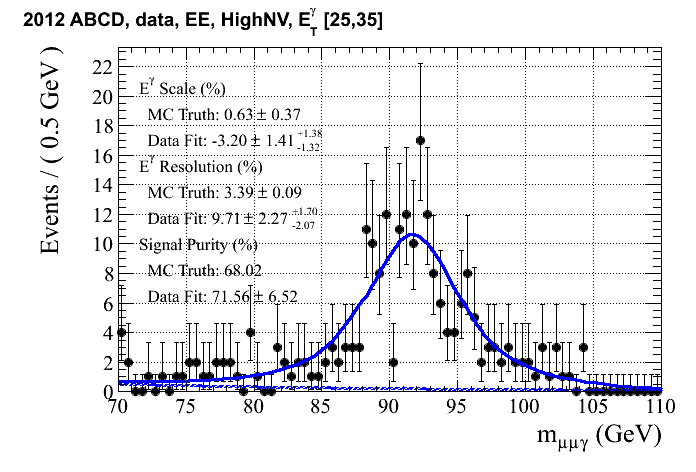 2012 ABCD, data, EE, HighNV, E_T^γ [25,35]
Events / ( 0.5 GeV )
22
20
18
16
14
12
10
8
6
4
2
0
E^γ Scale (%)
MC Truth: 0.63 ± 0.37
Data Fit: -3.20 ± 1.41 +1.38 -1.32
E^γ Resolution (%)
MC Truth: 3.39 ± 0.09
Data Fit: 9.71 ± 2.27 +1.70 -2.07
Signal Purity (%)
MC Truth: 68.02
Data Fit: 71.56 ± 6.52
70 75 80 85 90 95 100 105 110
m_μμγ (GeV)